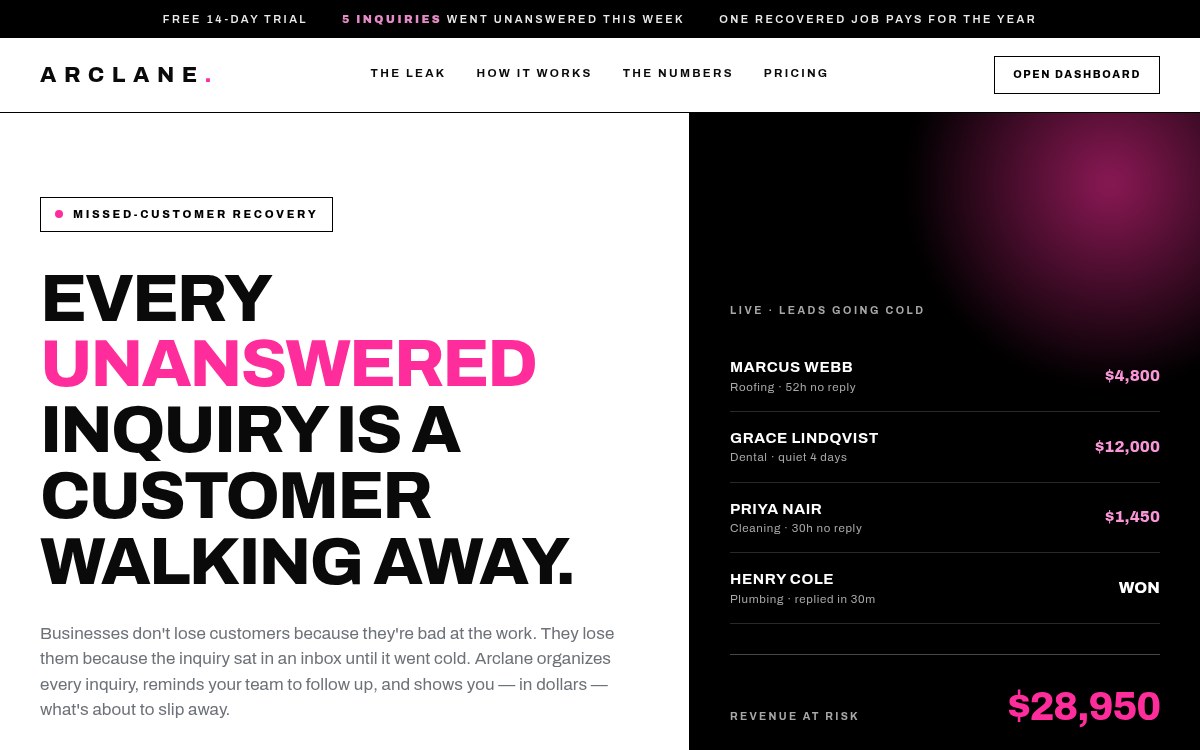 FREE 14-DAY TRIAL
5 INQUIRIES WENT UNANSWERED THIS WEEK
ONE RECOVERED JOB PAYS FOR THE YEAR
ARCLANE.
THE LEAK
HOW IT WORKS
THE NUMBERS
PRICING
OPEN DASHBOARD
MISSED-CUSTOMER RECOVERY
EVERY
UNANSWERED
INQUIRY IS A
CUSTOMER
WALKING AWAY.
Businesses don't lose customers because they're bad at the work. They lose
them because the inquiry sat in an inbox until it went cold. Arclane organizes
every inquiry, reminds your team to follow up, and shows you — in dollars —
what's about to slip away.
LIVE · LEADS GOING COLD
MARCUS WEBB
Roofing · 52h no reply
$4,800
GRACE LINDQVIST
Dental · quiet 4 days
$12,000
PRIYA NAIR
Cleaning · 30h no reply
$1,450
HENRY COLE
Plumbing · replied in 30m
WON
REVENUE AT RISK
$28,950